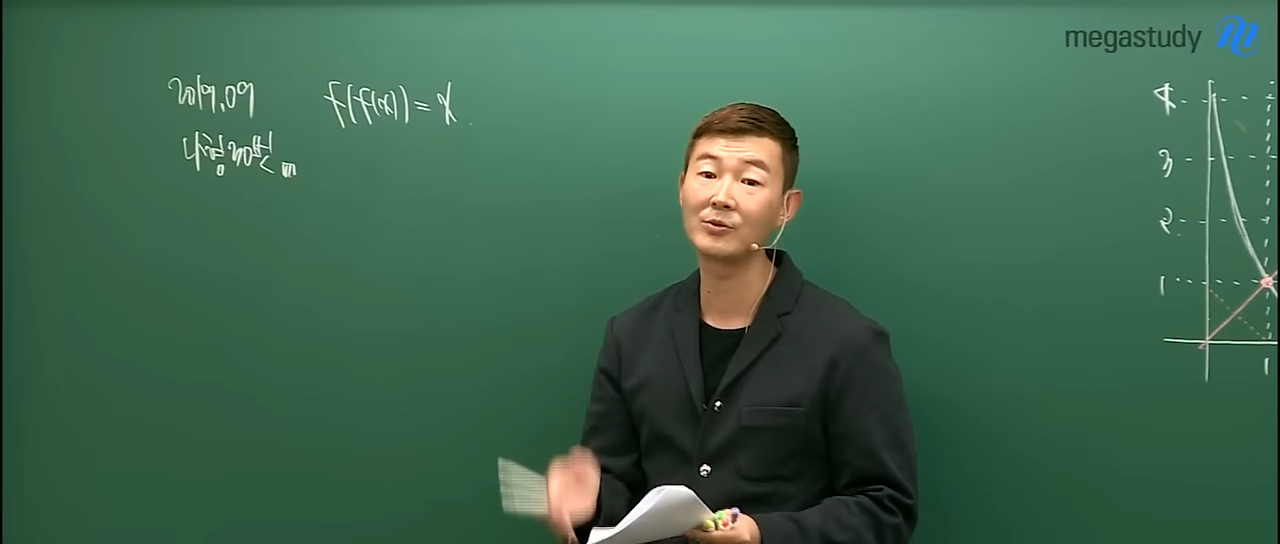 megastudy
2019.09
나형 30번
f(f(x)) = x.
4
3
2
1
1